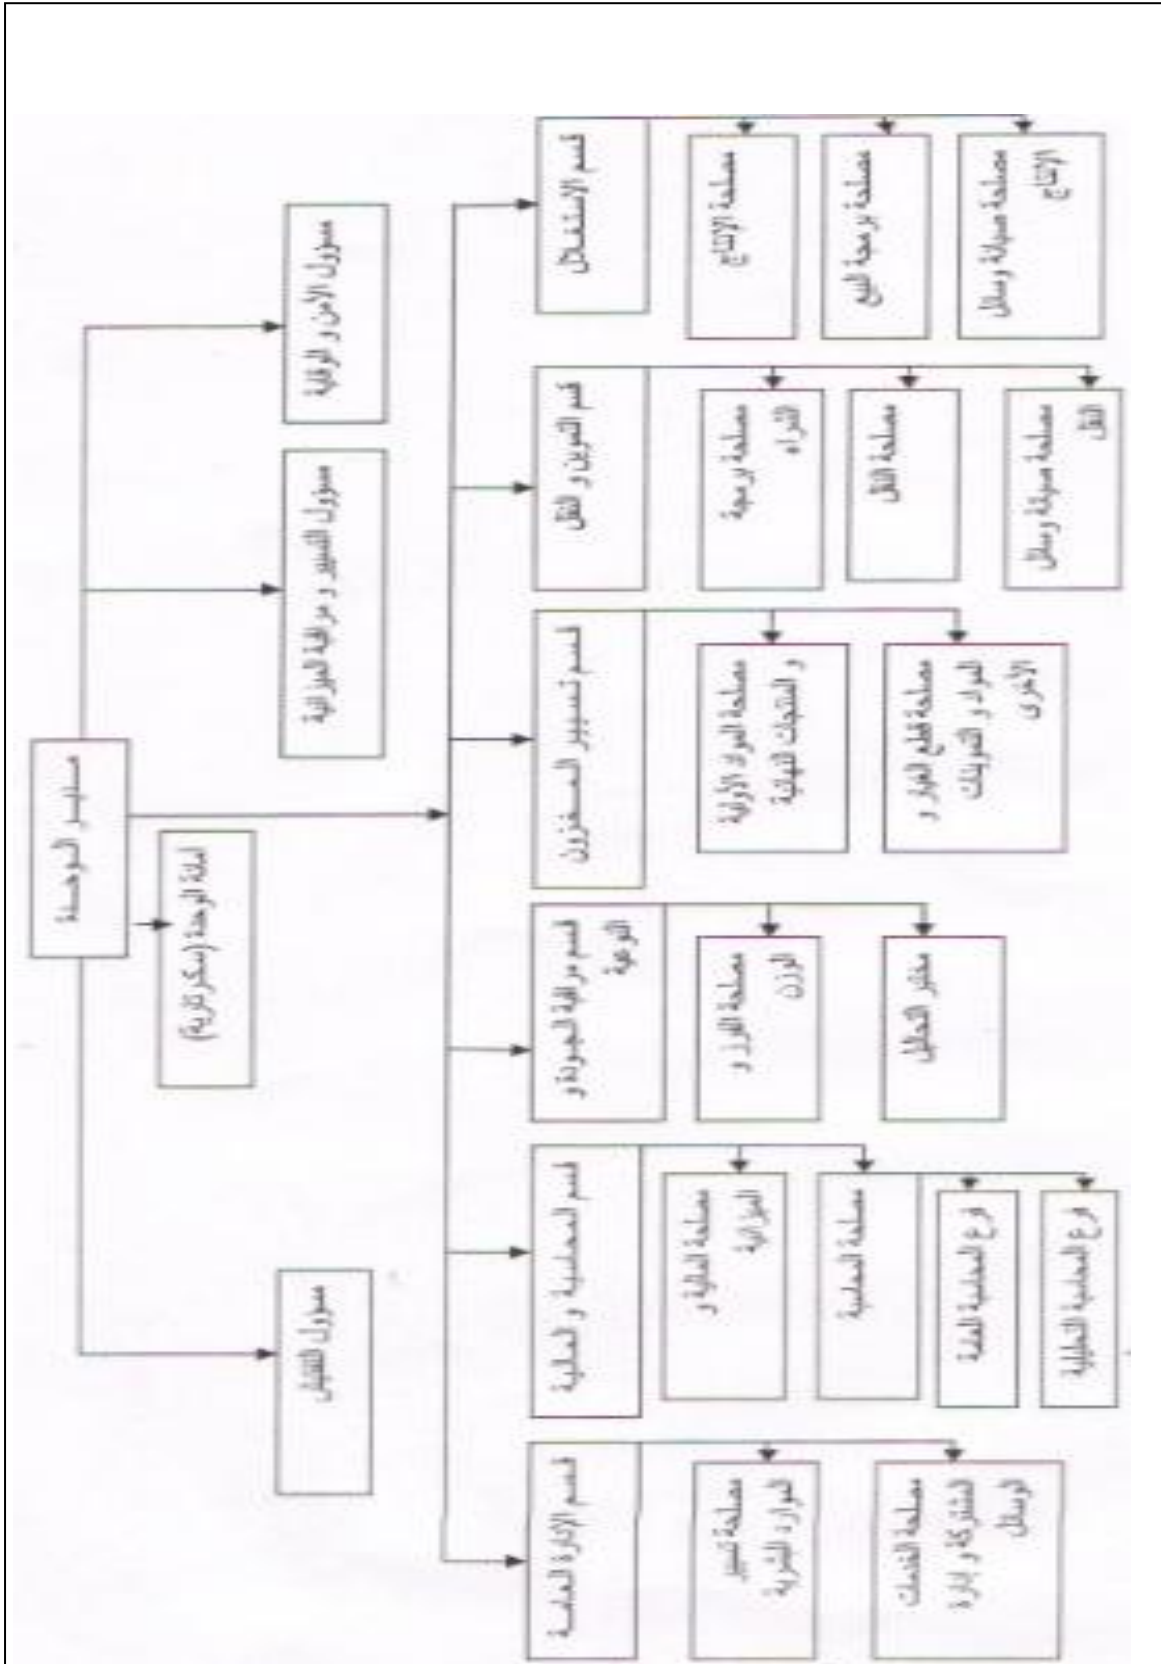 مدير الوحدة
امانة الوحدة (سكرتارية)
مسؤول الأمن و الوقاية
مسؤول التسيير و مراقبة الميزانية
مسؤول التفتيش
قسم الاستغلال
مصلحة الإنتاج
مصلحة برمجة البيع
مصلحة صيانة وسائل
الإنتاج
قسم التموين و النقل
مصلحة برمجة
الشراء
مصلحة النقل
مصلحة صيانة وسائل
النقل
قسم تسيير المخزون
مصلحة المواد الأولية
و المنتجات النهائية
مصلحة قطع الغيار و
المواد و التموينات
الأخرى
قسم مراقبة الجودة و
النوعية
مصلحة الفرز و
الوزن
مختبر التحاليل
قسم المحاسبة و المالية
مصلحة المالية و
الميزانية
مصلحة المحاسبة
فرع المحاسبة العامة
فرع المحاسبة التحليلية
قسم الإدارة العامة
مصلحة تسيير
الموارد البشرية
مصلحة الخدمات
المشتركة و إدارة
الوسائل